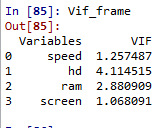 In [85]: Vif_frame
Out[85]:
Variables VIF
0 speed 1.257487
1 hd 4.114515
2 ram 2.880909
3 screen 1.068091